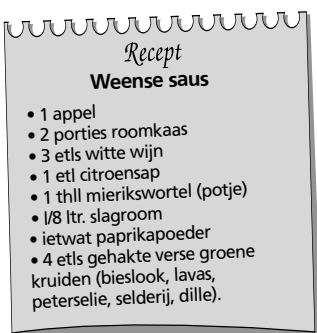 Recept
Weense saus
• 1 appel
• 2 porties roomkaas
• 3 etls witte wijn
• 1 etl citroensap
• 1 thll mierikswortel (potje)
• l/8 ltr. slagroom
• ietwat paprikapoeder
• 4 etls gehakte verse groene
kruiden (bieslook, lavas,
peterselie, selderij, dille).